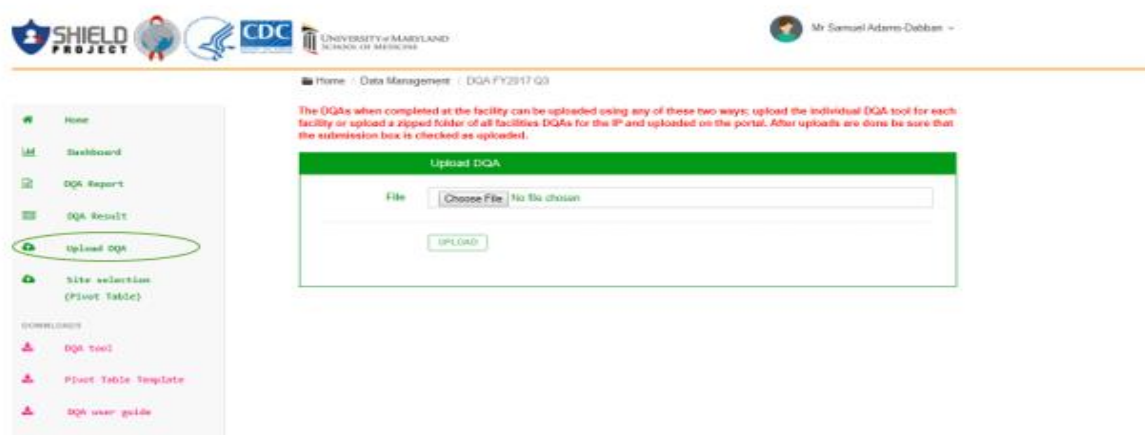 SHIELD
PROJECT
CDC
UNIVERSITY of MARYLAND
SCHOOL OF MEDICINE
Mr Samuel Adams-Dabban
Home / Data Management / DQA FY2017 Q3
The DQAs when completed at the facility can be uploaded using any of these two ways; upload the individual DQA tool for each
facility or upload a zipped folder of all facilities DQAs for the IP and uploaded on the portal. After uploads are done be sure that
the submission box is checked as uploaded.
Home
Dashboard
DQA Report
DQA Result
Upload DQA
Site selection
(Pivot Table)
DOWNLOADS
DQA tool
Pivot Table Template
DQA user guide
Upload DQA
File
Choose File No file chosen
UPLOAD